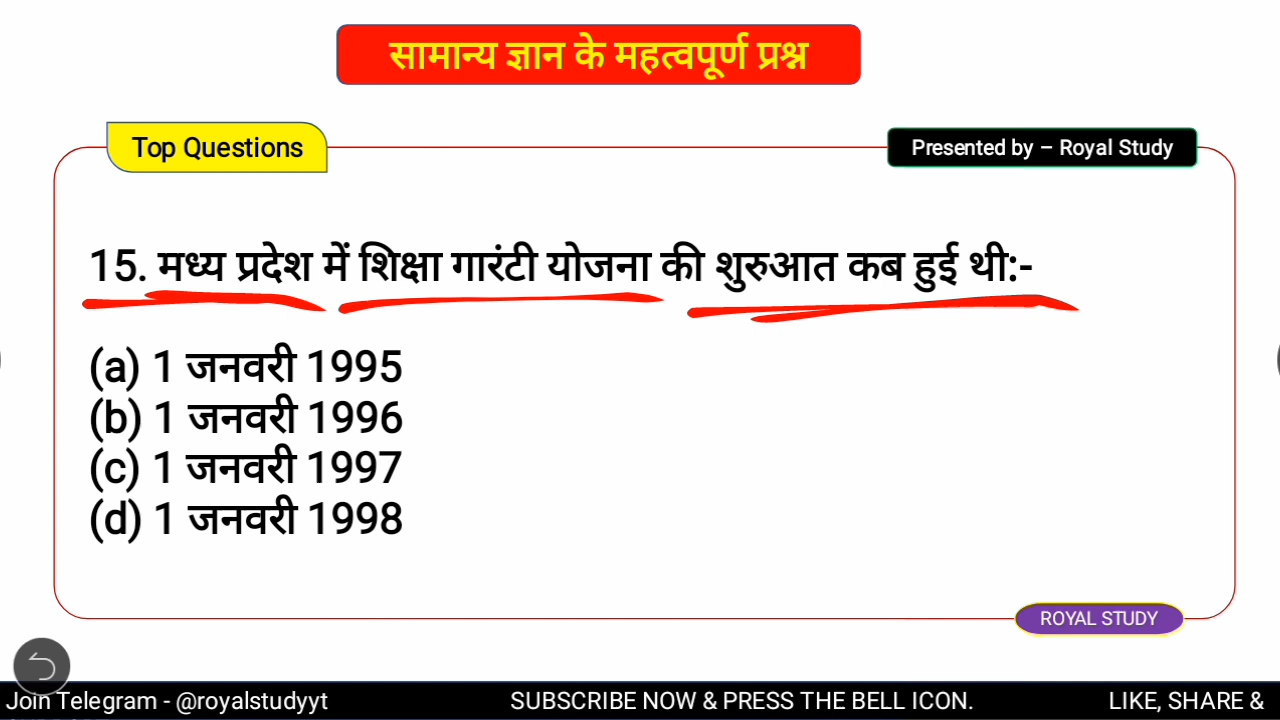 सामान्य ज्ञान के महत्वपूर्ण प्रश्न
Top Questions
Presented by – Royal Study
15. मध्य प्रदेश में शिक्षा गारंटी योजना की शुरुआत कब हुई थी:-
(a) 1 जनवरी 1995
(b) 1 जनवरी 1996
(c) 1 जनवरी 1997
(d) 1 जनवरी 1998
ROYAL STUDY
Join Telegram - @royalstudyyt
SUBSCRIBE NOW & PRESS THE BELL ICON.
LIKE, SHARE &